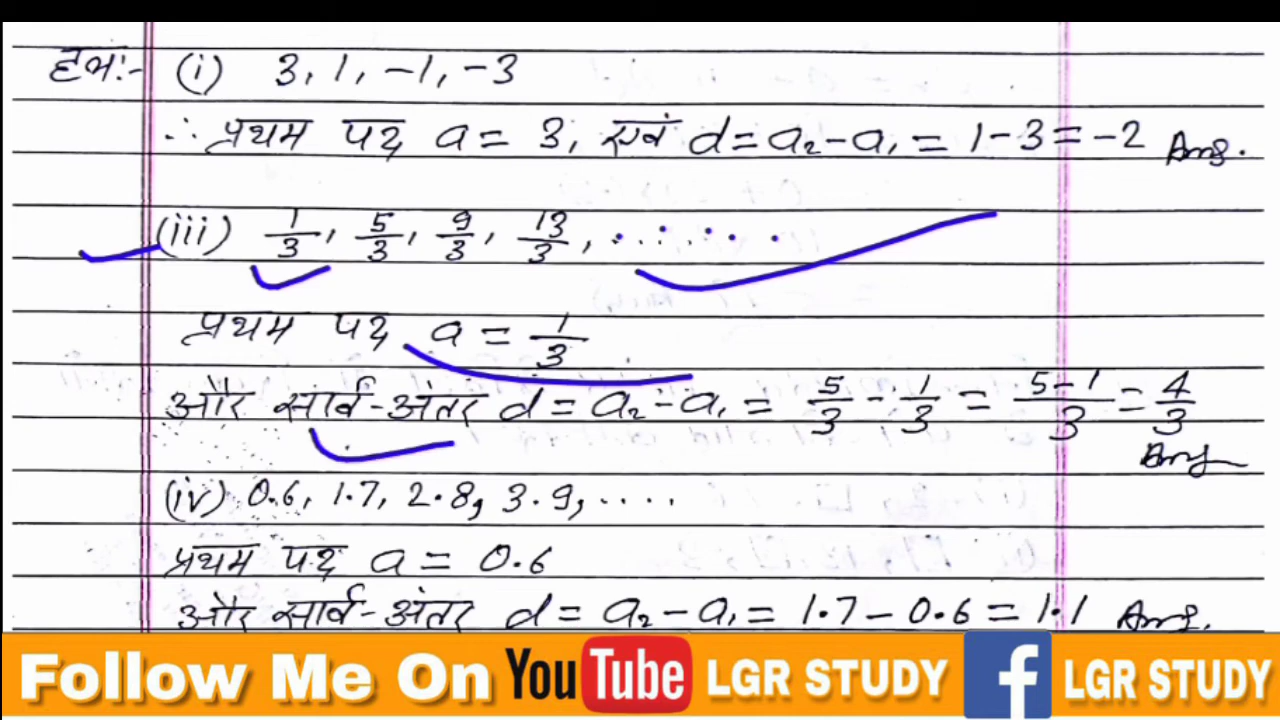 हल:- (i) 3, 1, -1, -3
∴ प्रथम पद a = 3, एवं d = a₂ - a₁ = 1 - 3 = -2 Ans.
(iii) 1/3, 5/3, 9/3, 13/3, ......
प्रथम पद a = 1/3
और सार्व-अंतर d = a₂ - a₁ = 5/3 - 1/3 = 5-1/3 = 4/3
Ans
(iv) 0.6, 1.7, 2.8, 3.9, ....
प्रथम पद a = 0.6
और सार्व-अंतर d = a₂ - a₁ = 1.7 - 0.6 = 1.1 Ans.
Follow Me On YouTube LGR STUDY f LGR STUDY